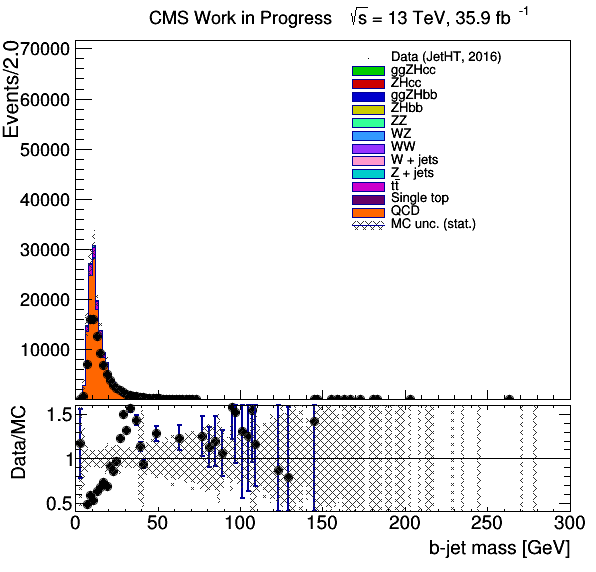 CMS Work in Progress √s = 13 TeV, 35.9 fb⁻¹
Events/2.0
70000
60000
50000
40000
30000
20000
10000
Data (JetHT, 2016)
ggZHcc
ZHcc
ggZHbb
ZHbb
ZZ
WZ
WW
W + jets
Z + jets
tt̄
Single top
QCD
MC unc. (stat.)
Data/MC
1.5
1
0.5
0 50 100 150 200 250 300
b-jet mass [GeV]